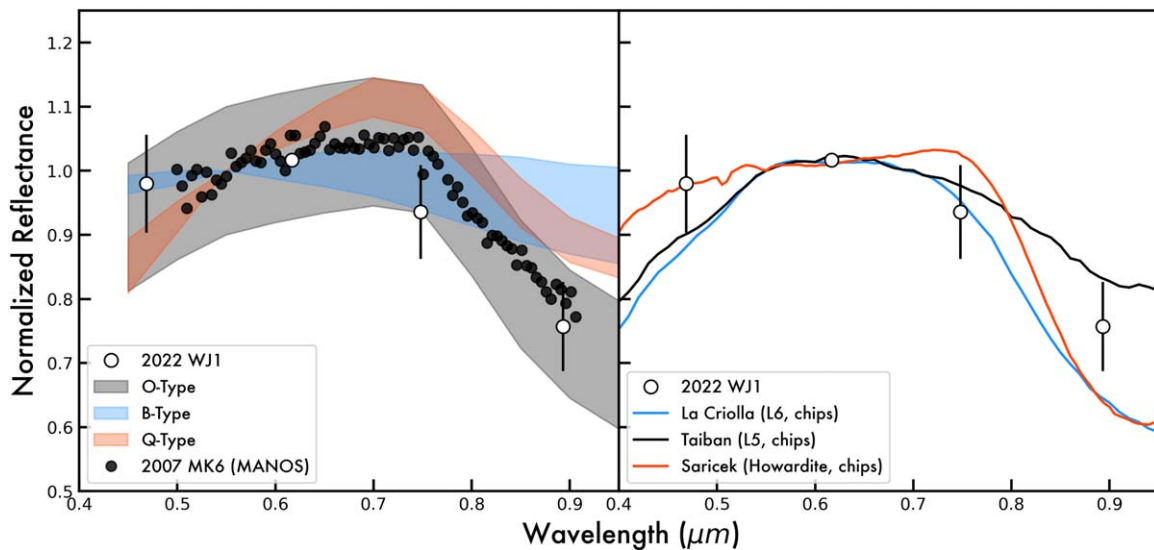 Normalized Reflectance
1.2
1.1
1.0
0.9
0.8
0.7
0.6
0.5
2022 WJ1
O-Type
B-Type
Q-Type
2007 MK6 (MANOS)
2022 WJ1
La Criolla (L6, chips)
Taiban (L5, chips)
Saricek (Howardite, chips)
0.4 0.5 0.6 0.7 0.8 0.9 0.4 0.5 0.6 0.7 0.8 0.9
Wavelength (μm)